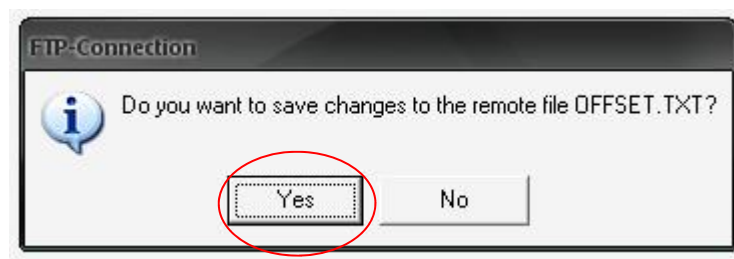 FTP-Connection
Do you want to save changes to the remote file OFFSET.TXT?
Yes No